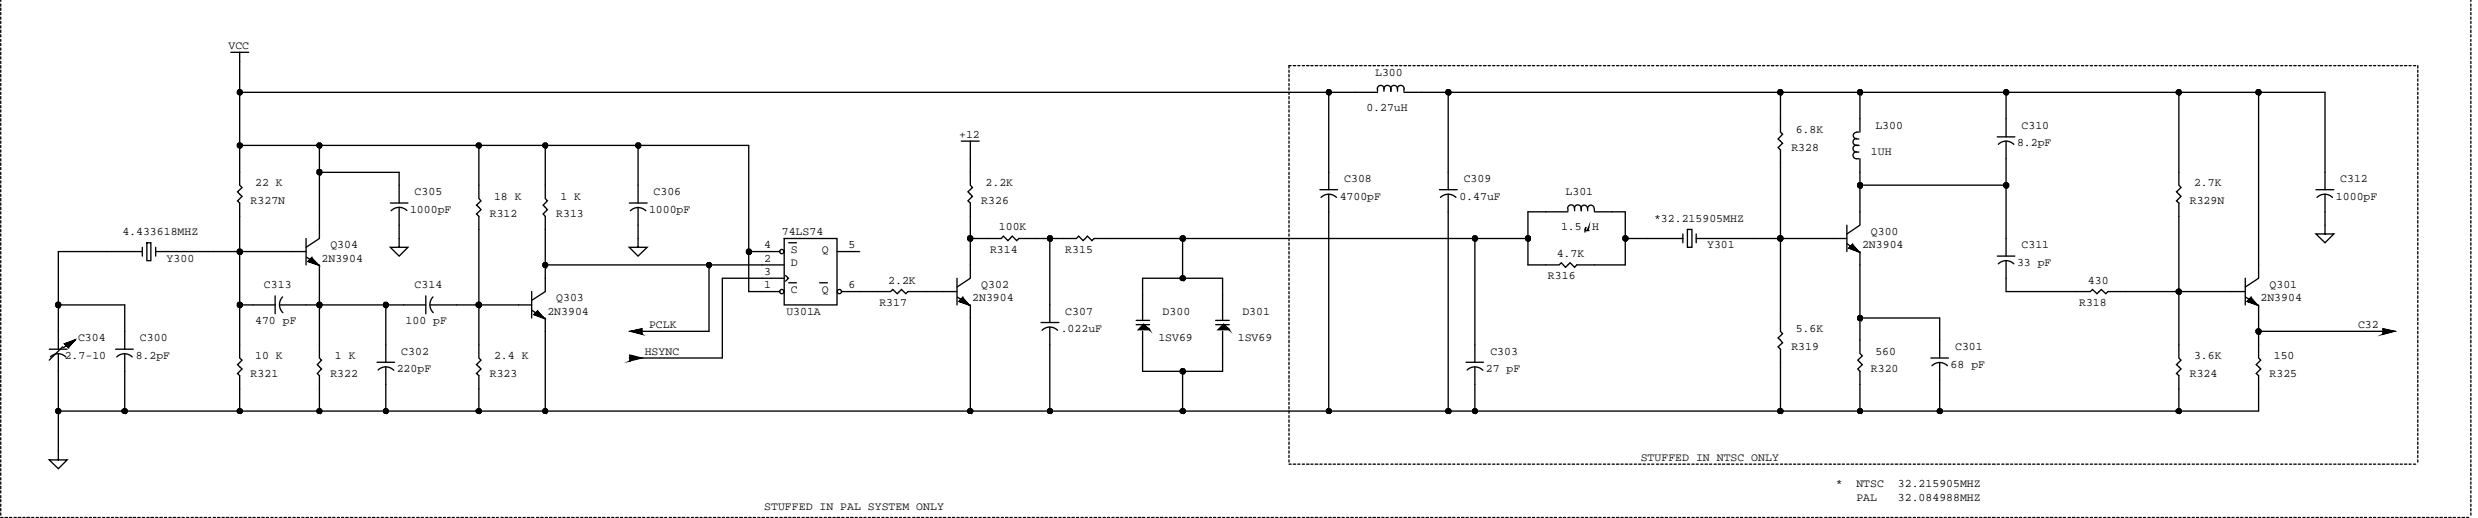 VCC
L300
0.27uH
+12
22 K
R327N
4.433618MHZ
Y300
Q304
2N3904
C305
1000pF
18 K
R312
1 K
R313
C306
1000pF
74LS74
4
2
3
1
S
D
C
Q
Q
5
6
U301A
2.2K
R317
2.2K
R326
100K
R314
R315
Q302
2N3904
C313
470 pF
C314
100 pF
Q303
2N3904
PCLK
HSYNC
C304
2.7-10
C300
8.2pF
10 K
R321
1 K
R322
C302
220pF
2.4 K
R323
C307
.022uF
D300
1SV69
D301
1SV69
C308
4700pF
C309
0.47uF
L301
1.5 μH
4.7K
R316
C303
27 pF
*32.215905MHZ
Y301
6.8K
R328
L300
1UH
C310
8.2pF
Q300
2N3904
C311
33 pF
5.6K
R319
560
R320
C301
68 pF
430
R318
2.7K
R329N
C312
1000pF
Q301
2N3904
C32
3.6K
R324
150
R325
STUFFED IN NTSC ONLY
* NTSC 32.215905MHZ
PAL 32.084988MHZ
STUFFED IN PAL SYSTEM ONLY